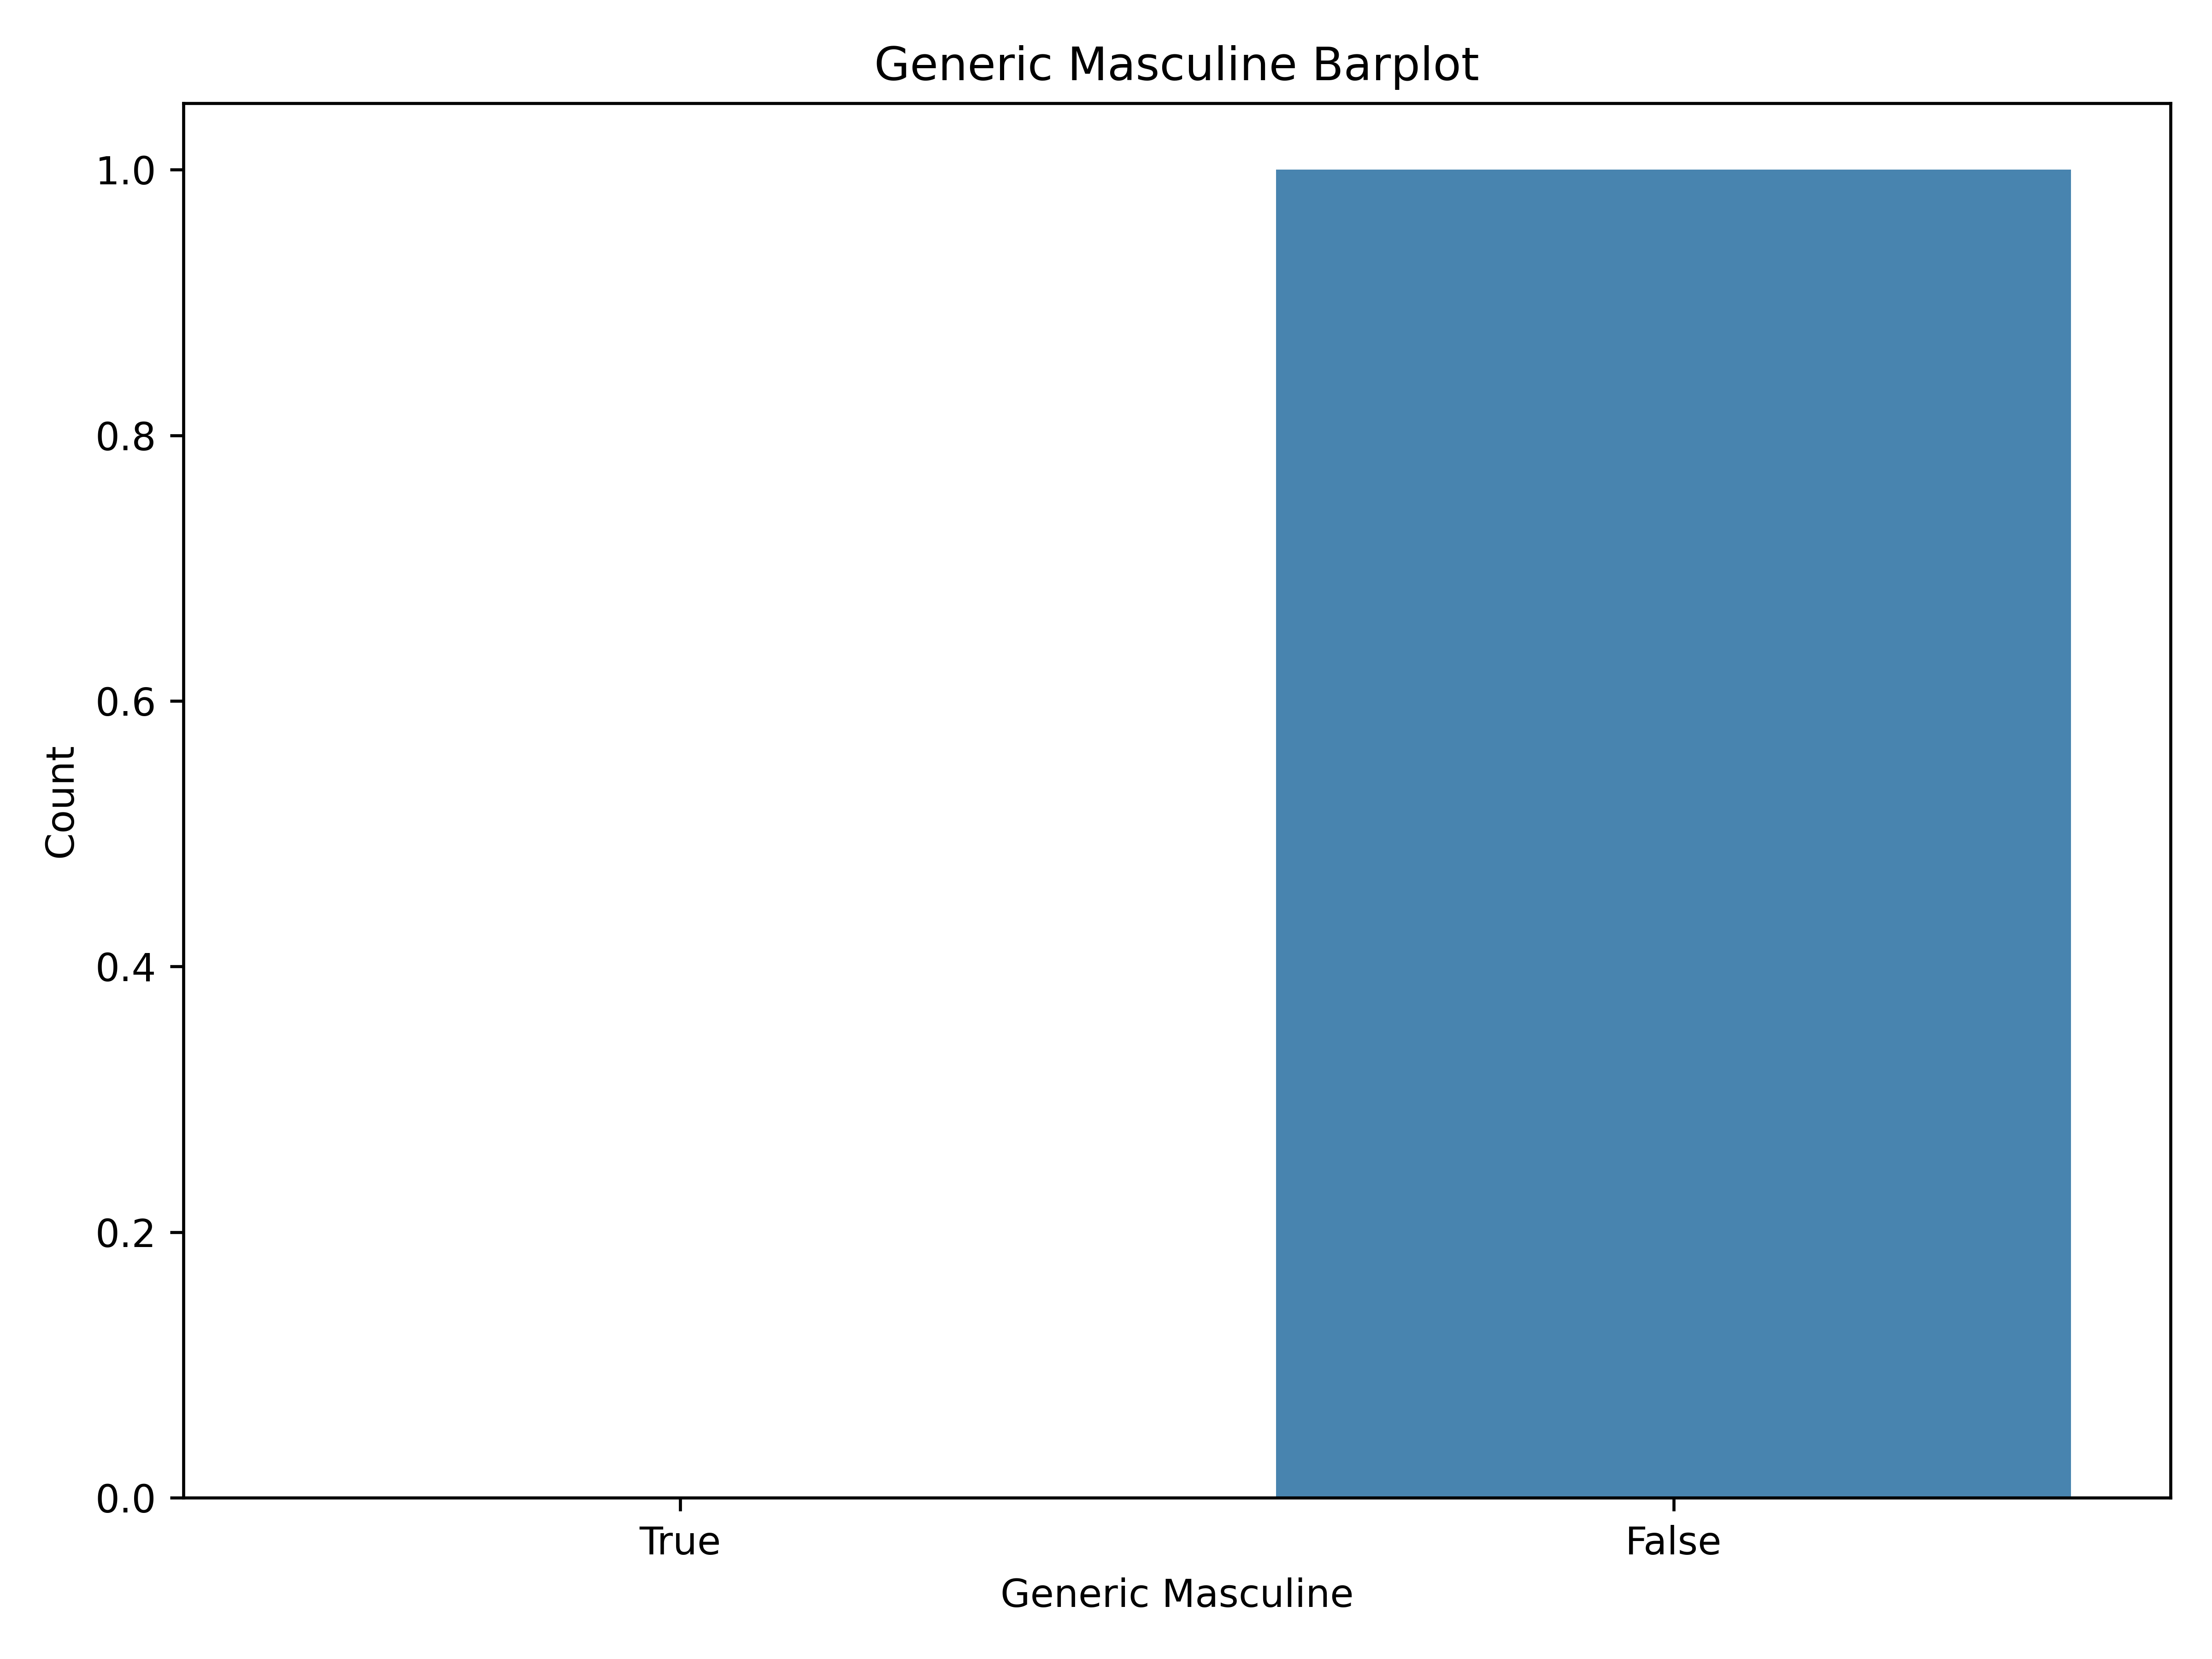 Generic Masculine Barplot
1.0
0.8
0.6
0.4
0.2
0.0
Count
True
False
Generic Masculine